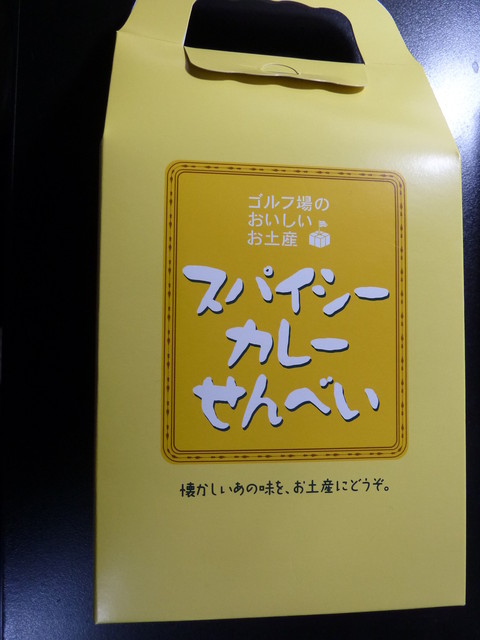 ゴルフ場の
おいしい
お土産
スパイシー
カレー
せんべい
懐かしいあの味を、お土産にどうぞ。